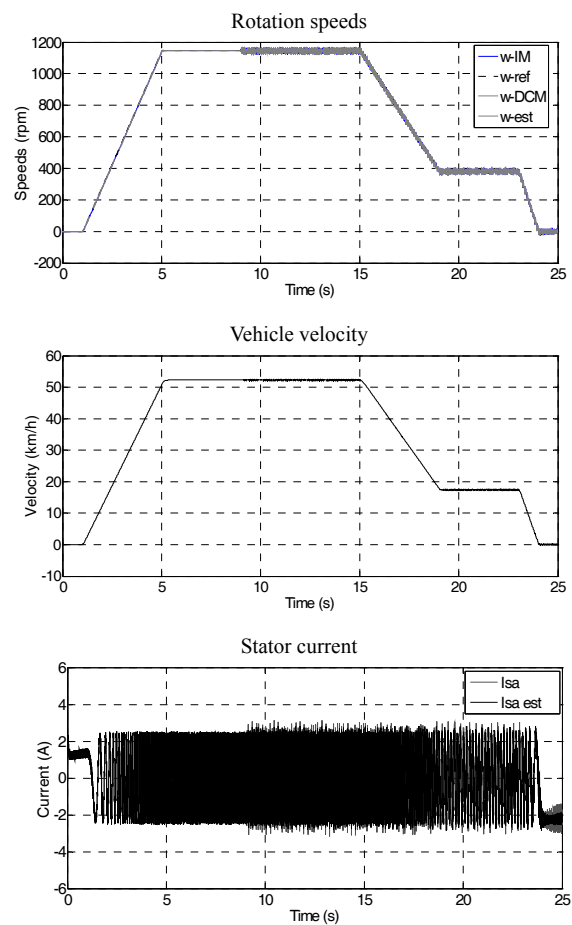 Rotation speeds
1200
1000
800
600
400
200
0
-200
Speeds (rpm)
w-IM
w-ref
w-DCM
w-est
0 5 10 15 20 25
Time (s)
Vehicle velocity
60
50
40
30
20
10
0
-10
Velocity (km/h)
0 5 10 15 20 25
Time (s)
Stator current
6
4
2
0
-2
-4
-6
Current (A)
Isa
Isa est
0 5 10 15 20 25
Time (s)